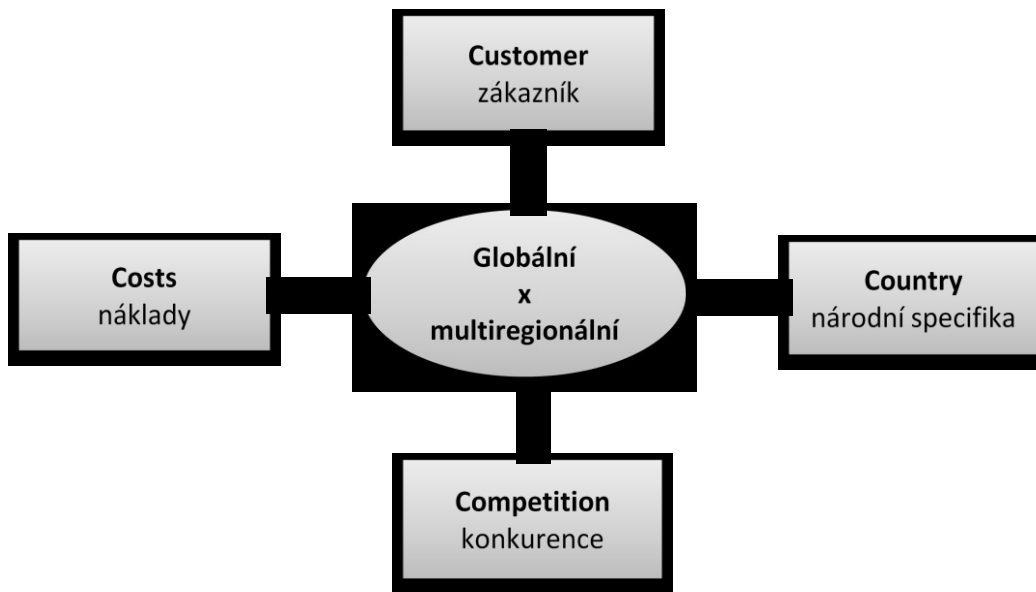 Customer
zákazník
Costs
náklady
Globální
x
multiregionální
Country
národní specifika
Competition
konkurence